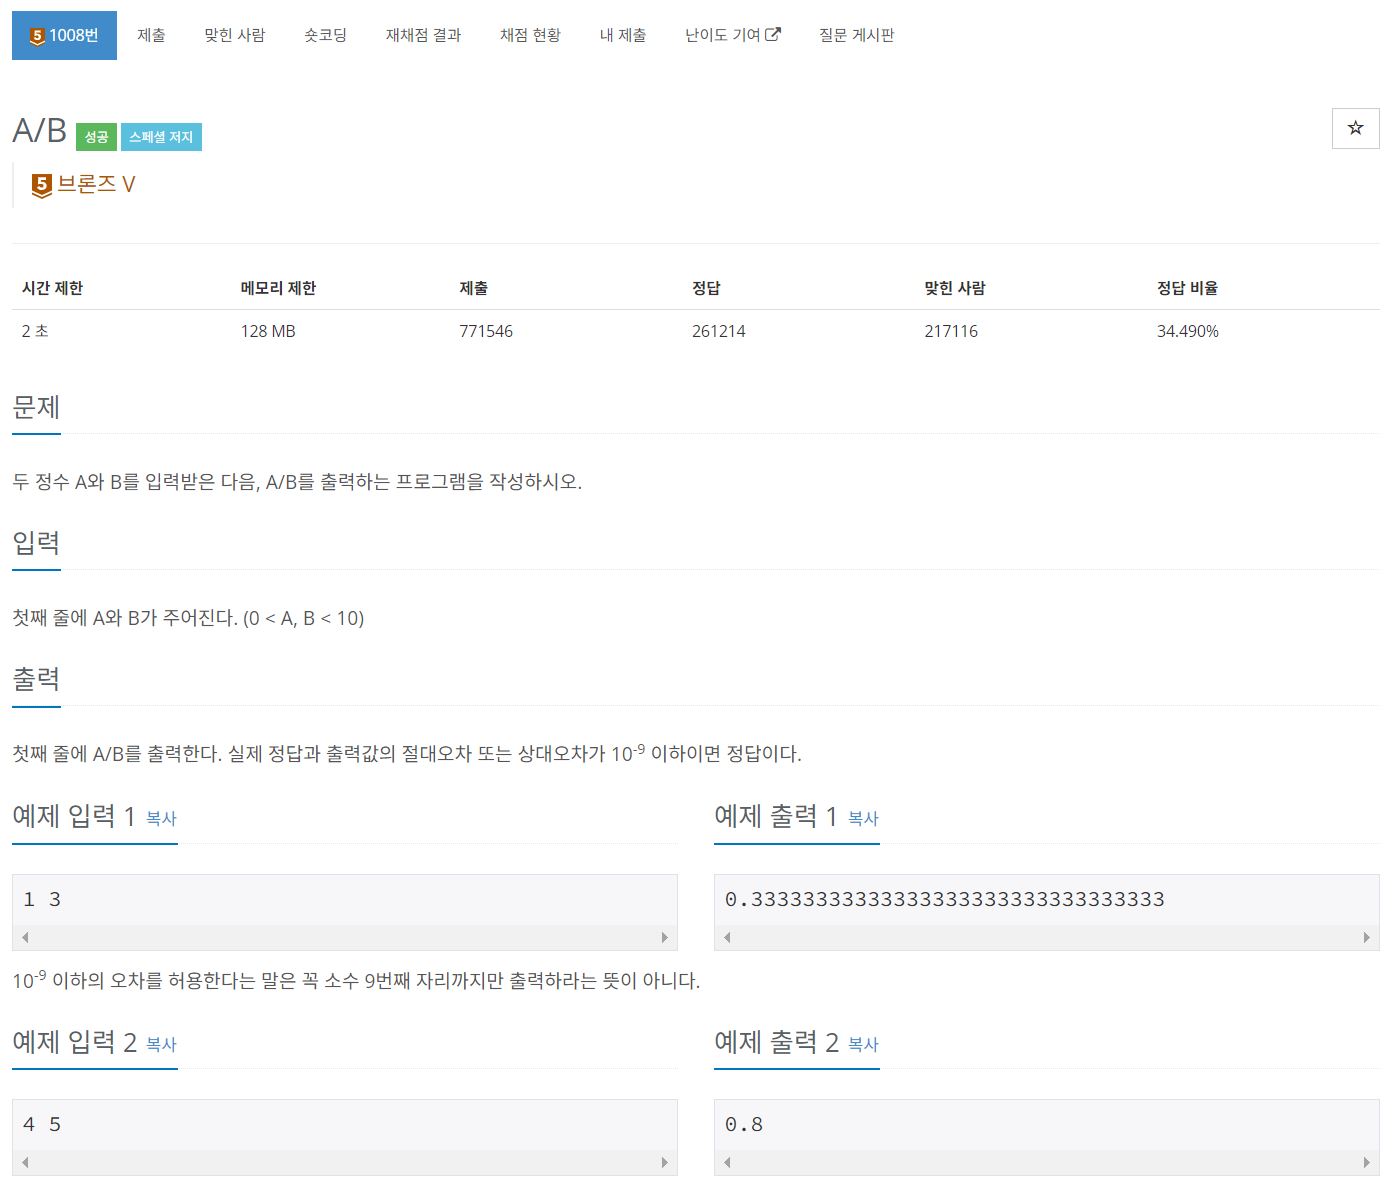 5 1008번 제출 맞힌 사람 숏코딩 재채점 결과 채점 현황 내 제출 난이도 기여 질문 게시판
A/B 성공 스페셜 저지
5 브론즈 V
시간 제한 메모리 제한 제출 정답 맞힌 사람 정답 비율
2 초 128 MB 771546 261214 217116 34.490%
문제
두 정수 A와 B를 입력받은 다음, A/B를 출력하는 프로그램을 작성하시오.
입력
첫째 줄에 A와 B가 주어진다. (0 < A, B < 10)
출력
첫째 줄에 A/B를 출력한다. 실제 정답과 출력값의 절대오차 또는 상대오차가 10⁻⁹ 이하이면 정답이다.
예제 입력 1 복사
1 3
예제 출력 1 복사
0.33333333333333333333333333333333
10⁻⁹ 이하의 오차를 허용한다는 말은 꼭 소수 9번째 자리까지만 출력하라는 뜻이 아니다.
예제 입력 2 복사
4 5
예제 출력 2 복사
0.8